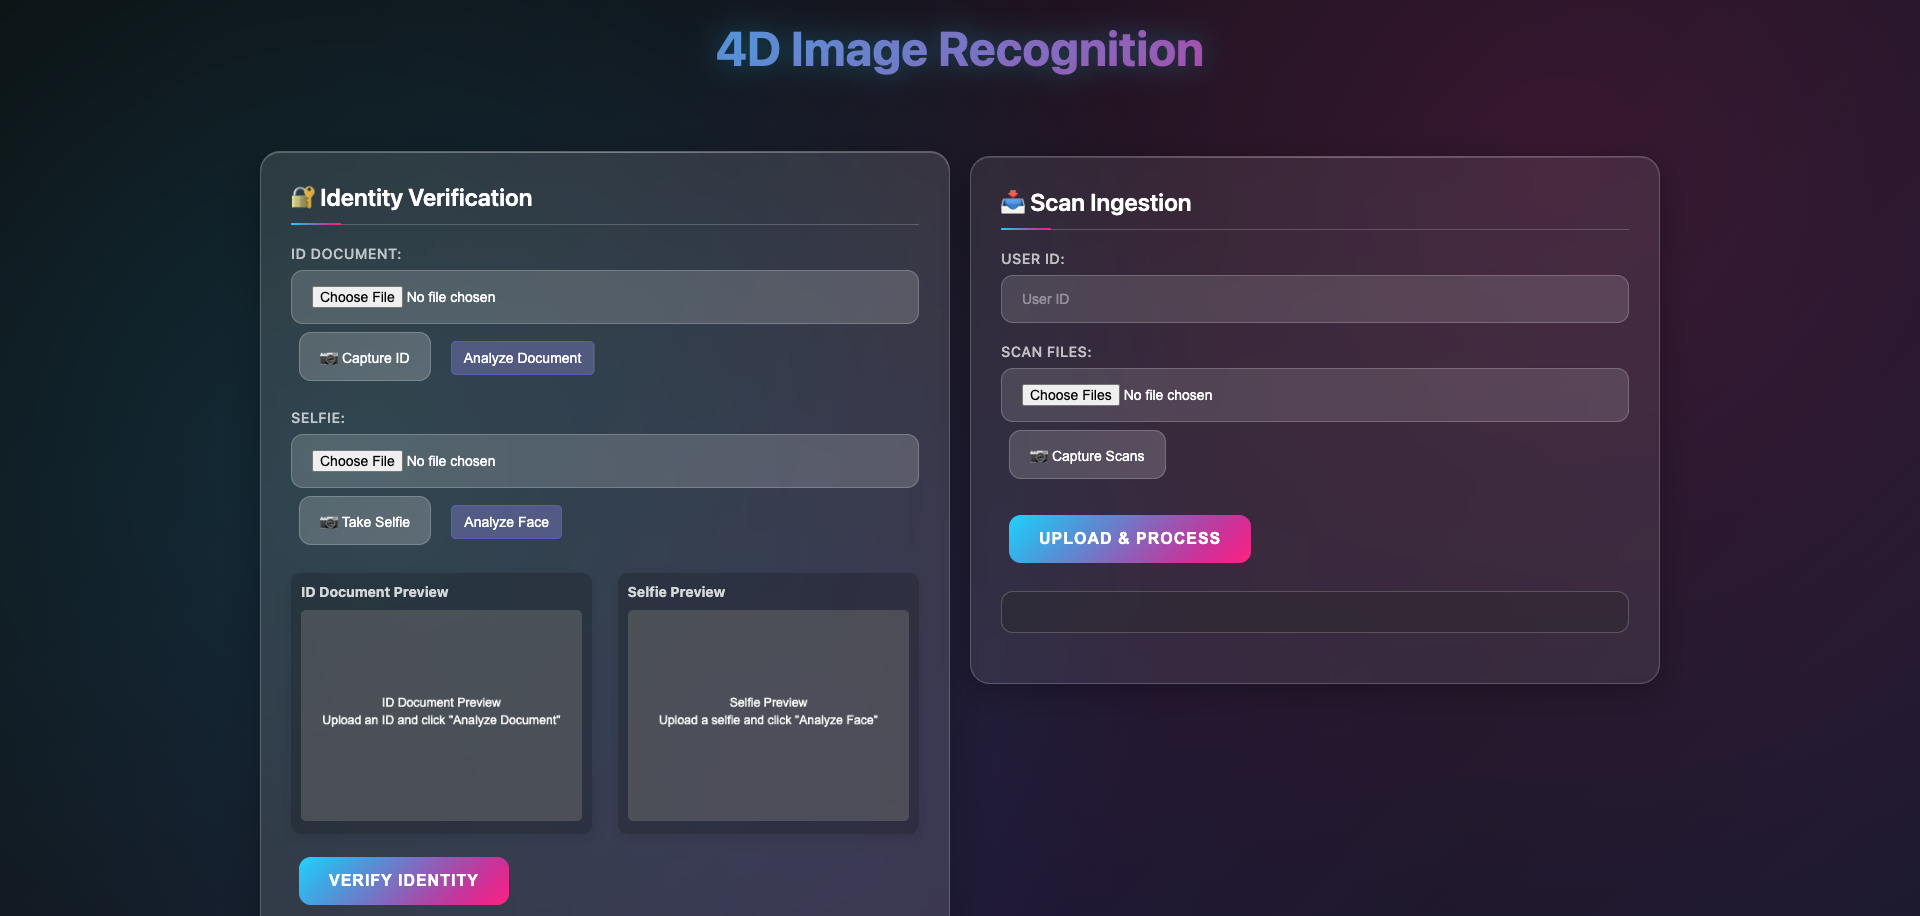 4D Image Recognition
🔐 Identity Verification
ID DOCUMENT:
Choose File No file chosen
📷 Capture ID
Analyze Document
SELFIE:
Choose File No file chosen
📷 Take Selfie
Analyze Face
ID Document Preview
ID Document Preview
Upload an ID and click "Analyze Document"
Selfie Preview
Selfie Preview
Upload a selfie and click "Analyze Face"
VERIFY IDENTITY
📥 Scan Ingestion
USER ID:
User ID
SCAN FILES:
Choose Files No file chosen
📷 Capture Scans
UPLOAD & PROCESS